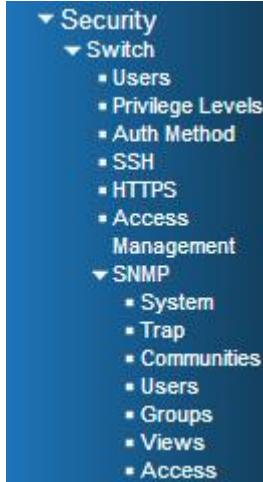 Security
Switch
Users
Privilege Levels
Auth Method
SSH
HTTPS
Access
Management
SNMP
System
Trap
Communities
Users
Groups
Views
Access